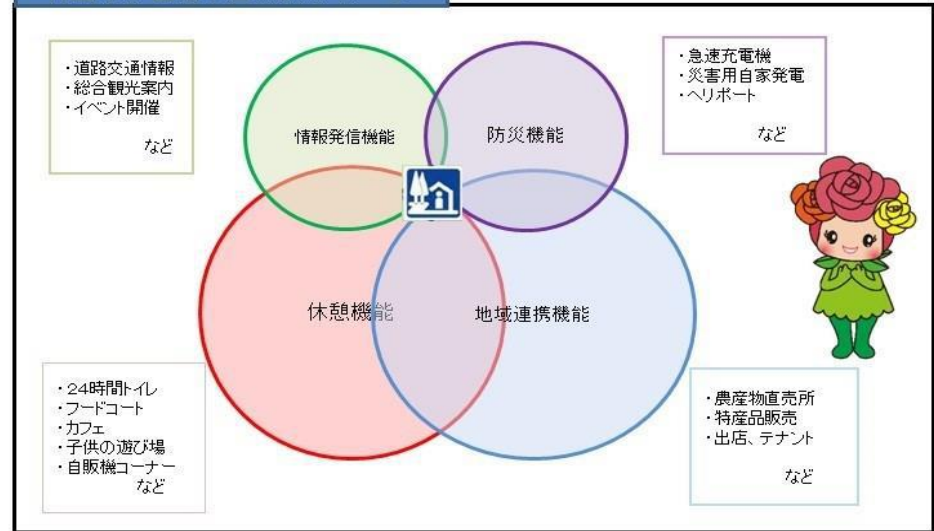 ・道路交通情報
・総合観光案内
・イベント開催
など
・急速充電機
・災害用自家発電
・ヘリポート
など
情報発信機能
防災機能
休憩機能
地域連携機能
・24時間トイレ
・フードコート
・カフェ
・子供の遊び場
・自販機コーナー
など
・農産物直売所
・特産品販売
・出店、テナント
など